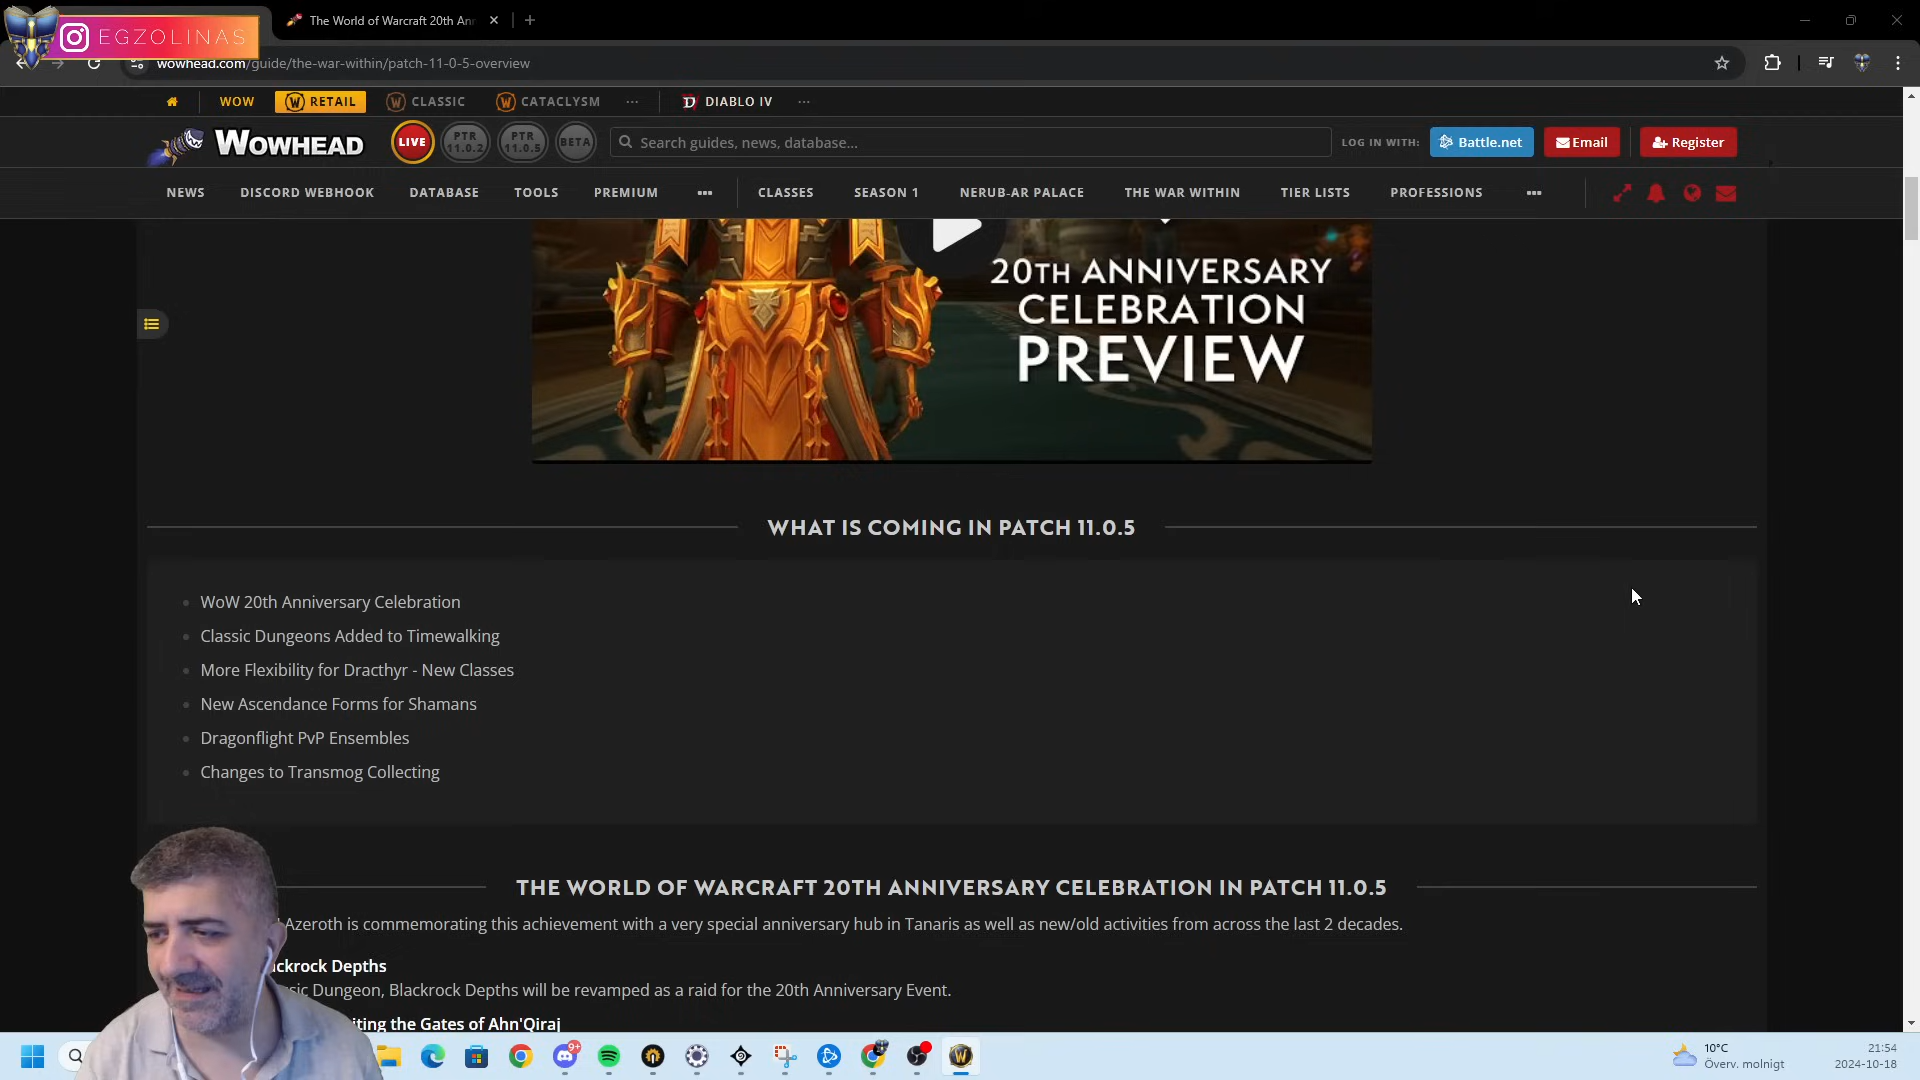 EGZOLINAS
The World of Warcraft 20th Ann
wowhead.com/guide/the-war-within/patch-11-0-5-overview
WOW
RETAIL
CLASSIC
CATACLYSM
DIABLO IV
WOWHEAD
LIVE
PTR 11.0.2
PTR 11.0.5
BETA
Search guides, news, database...
LOG IN WITH:
Battle.net
Email
Register
NEWS
DISCORD WEBHOOK
DATABASE
TOOLS
PREMIUM
CLASSES
SEASON 1
NERUB-AR PALACE
THE WAR WITHIN
TIER LISTS
PROFESSIONS
20TH ANNIVERSARY
CELEBRATION
PREVIEW
WHAT IS COMING IN PATCH 11.0.5
WoW 20th Anniversary Celebration
Classic Dungeons Added to Timewalking
More Flexibility for Dracthyr - New Classes
New Ascendance Forms for Shamans
Dragonflight PvP Ensembles
Changes to Transmog Collecting
THE WORLD OF WARCRAFT 20TH ANNIVERSARY CELEBRATION IN PATCH 11.0.5
Azeroth is commemorating this achievement with a very special anniversary hub in Tanaris as well as new/old activities from across the last 2 decades.
ackrock Depths
sic Dungeon, Blackrock Depths will be revamped as a raid for the 20th Anniversary Event.
iting the Gates of Ahn'Qiraj
9+
10°C
Överv. molnigt
21:54
2024-10-18